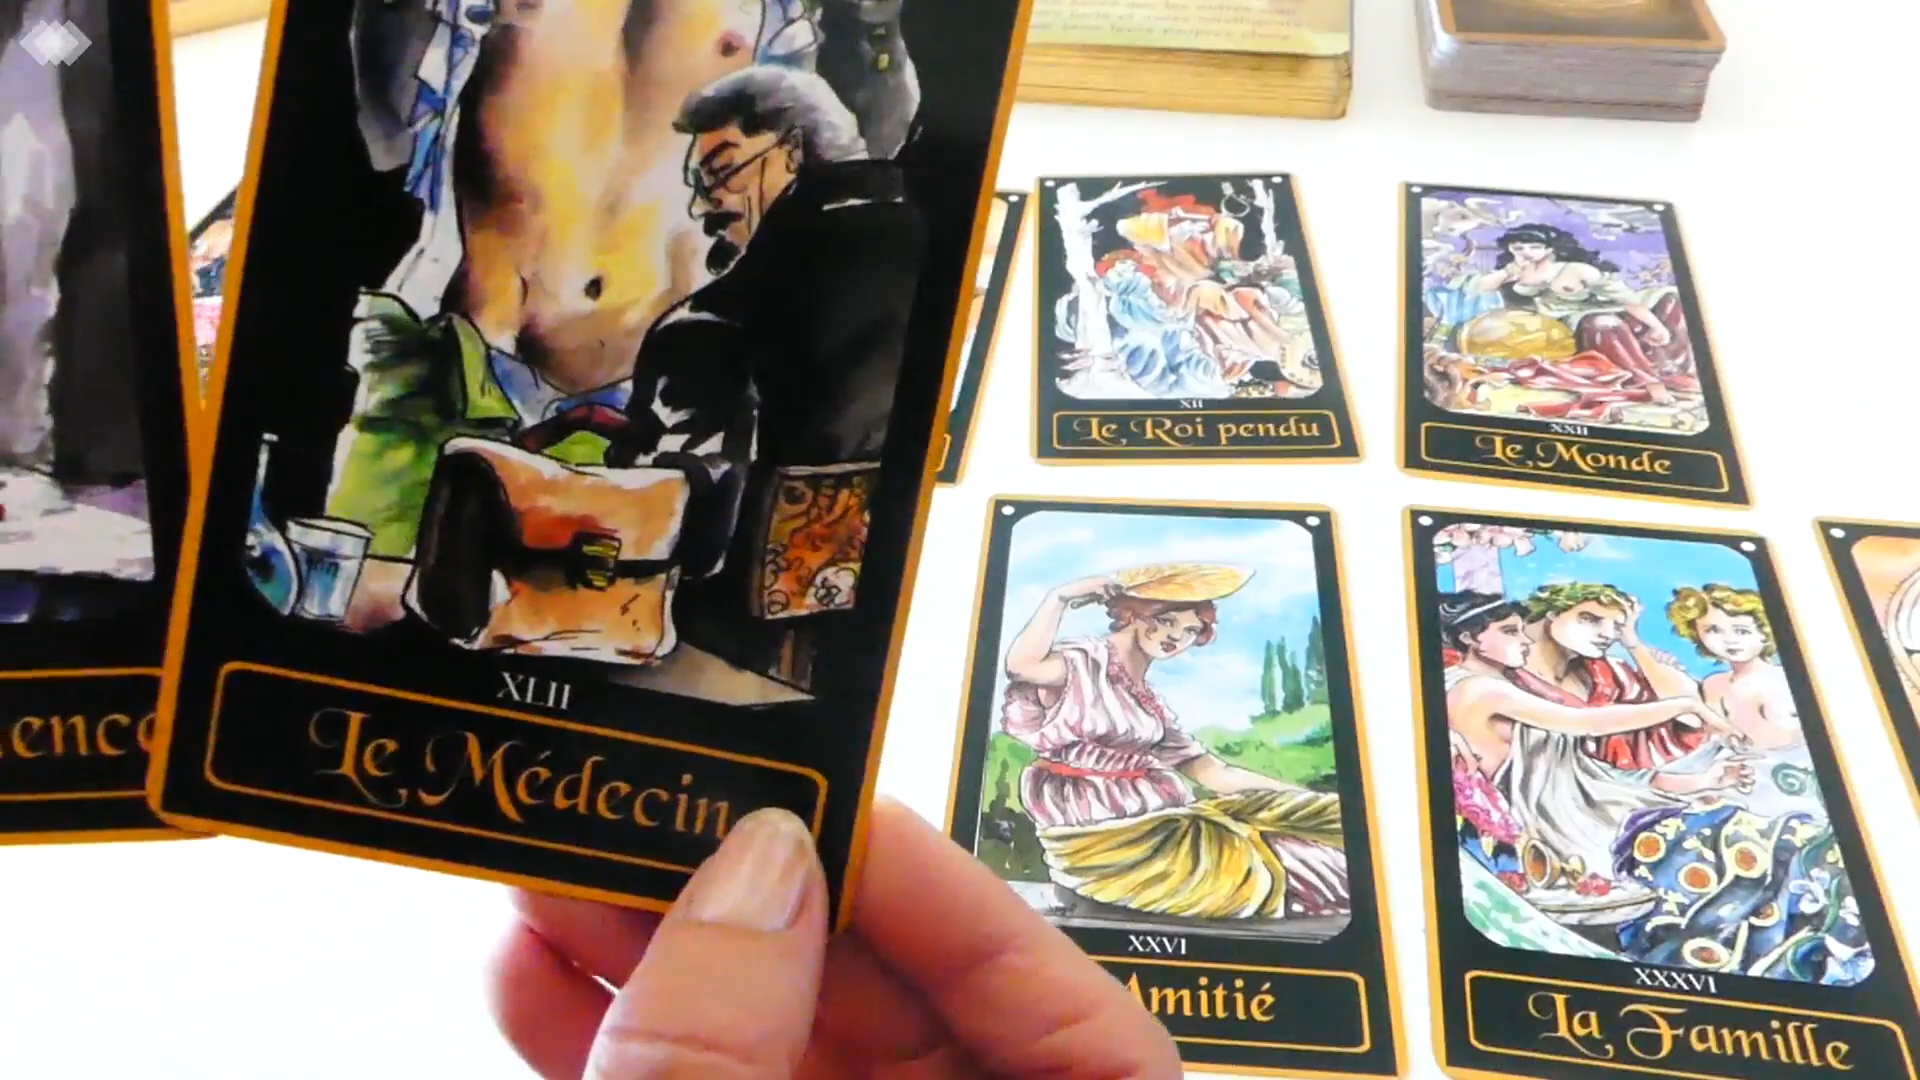 XII
Le Roi pendu
XXII
Le Monde
XLII
Le Médecin
XXVI
Amitié
XXXVI
La Famille